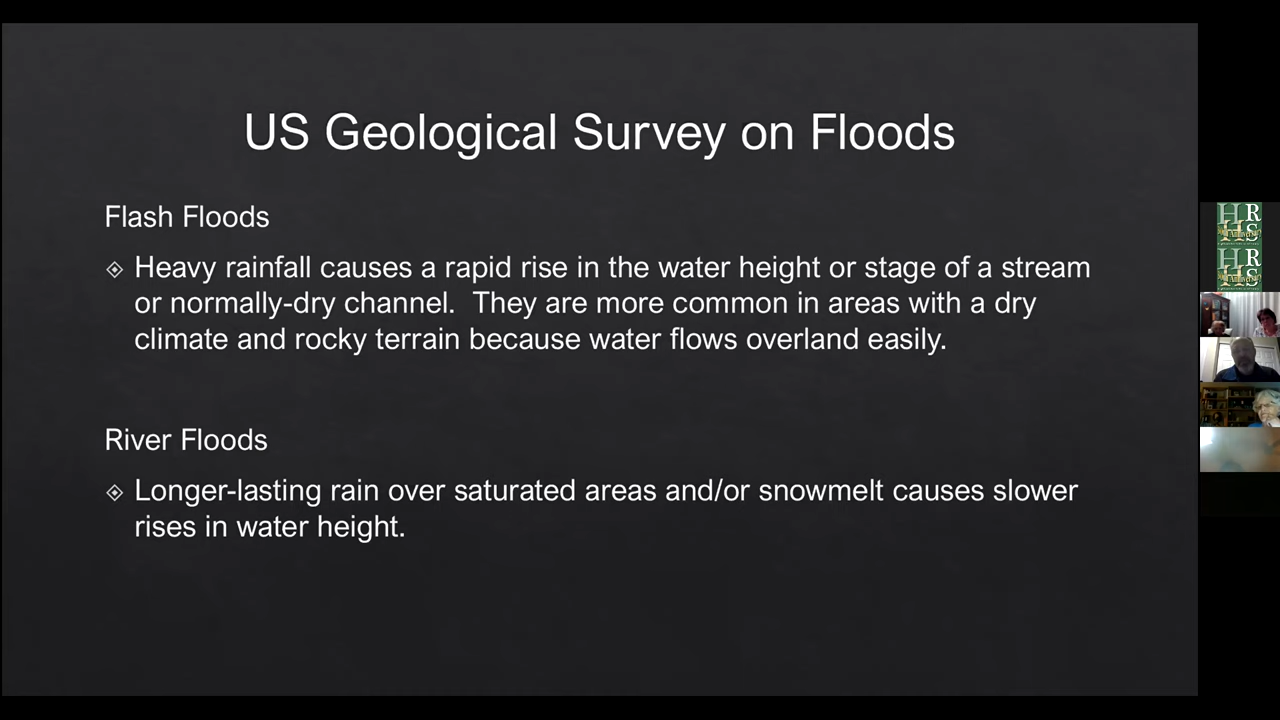 US Geological Survey on Floods
Flash Floods
Heavy rainfall causes a rapid rise in the water height or stage of a stream
or normally-dry channel.  They are more common in areas with a dry
climate and rocky terrain because water flows overland easily.
River Floods
Longer-lasting rain over saturated areas and/or snowmelt causes slower
rises in water height.
H R
H S
H R
H S